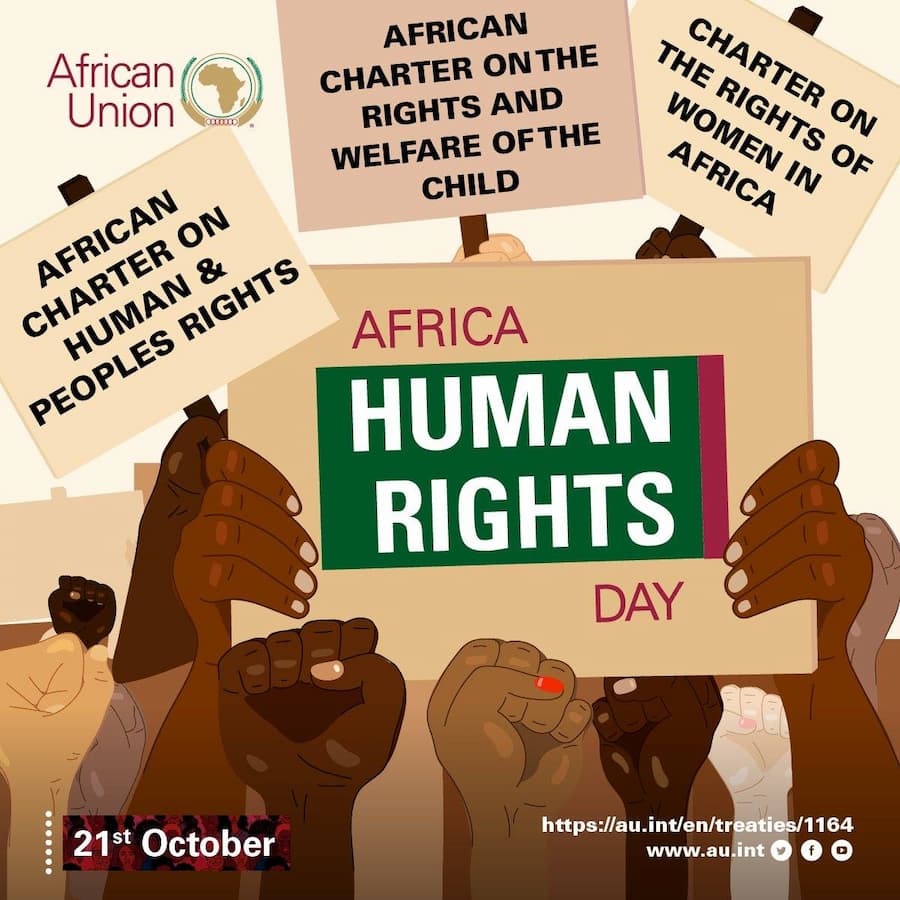 African
Union
AFRICAN
CHARTER ON THE
RIGHTS AND
WELFARE OF THE
CHILD
CHARTER ON
THE RIGHTS OF
WOMEN IN
AFRICA
AFRICAN
CHARTER ON
HUMAN &
PEOPLES RIGHTS
AFRICA
HUMAN
RIGHTS
DAY
21st October
https://au.int/en/treaties/1164
www.au.int